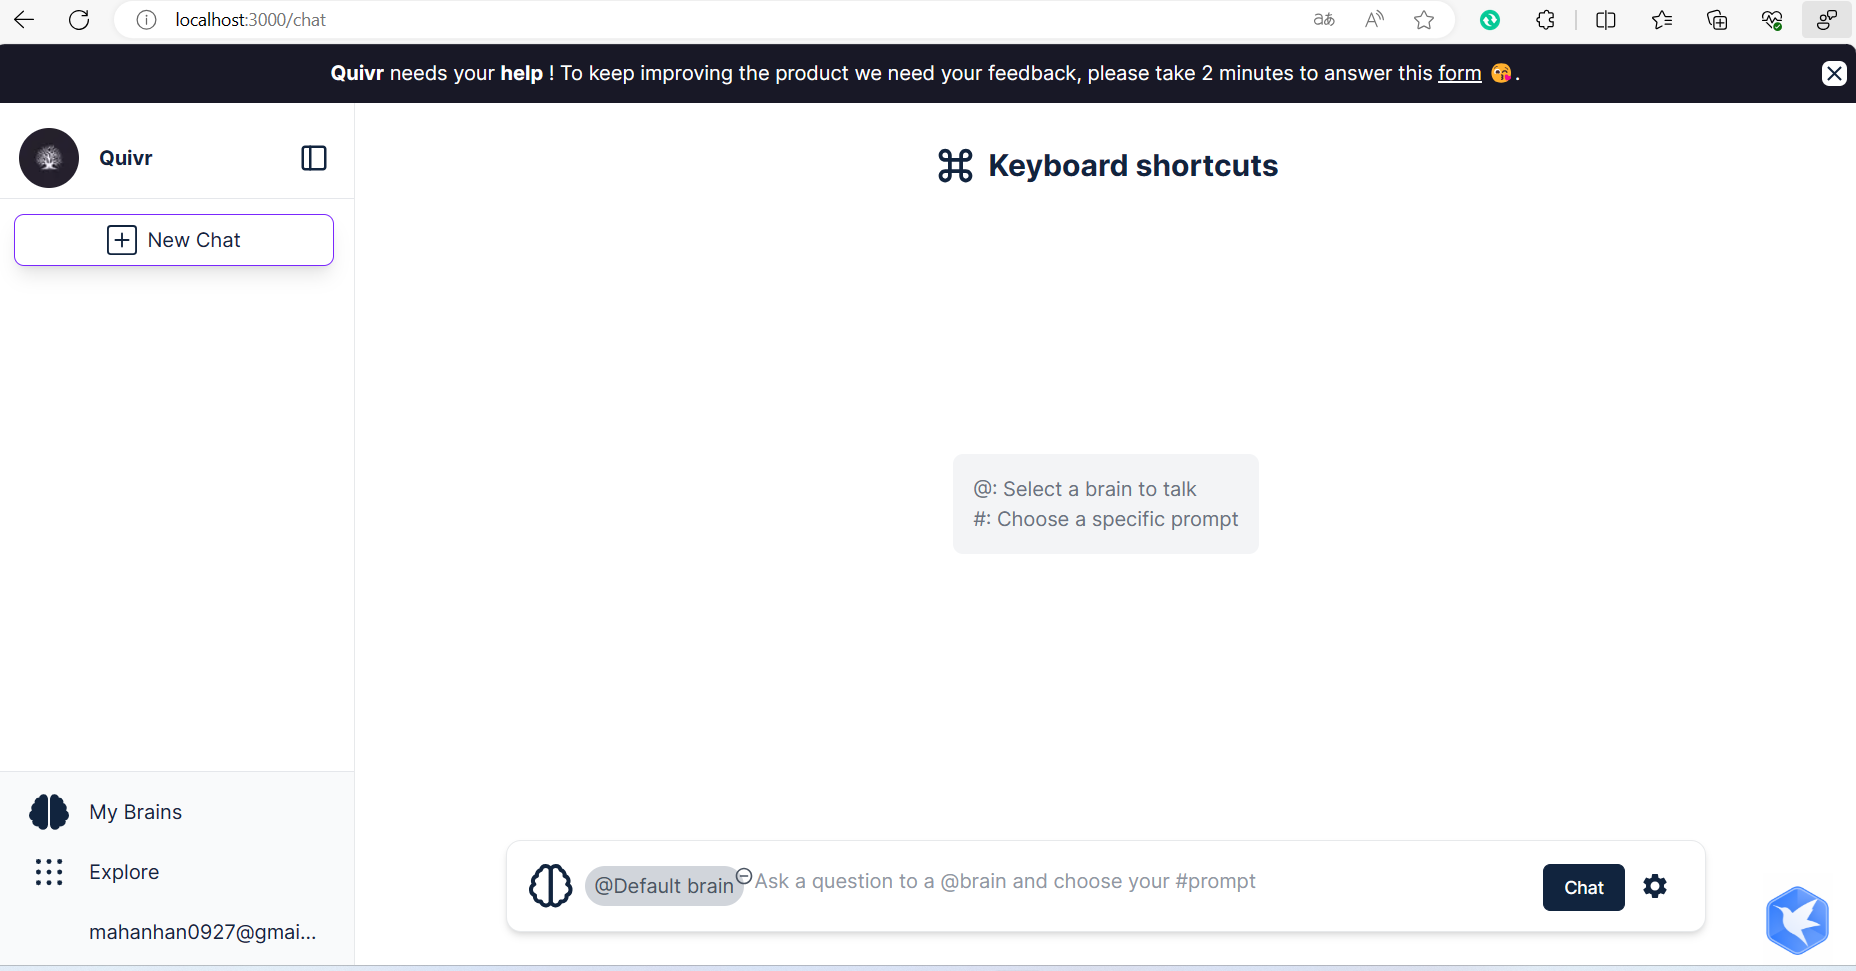 localhost:3000/chat
Quivr needs your help ! To keep improving the product we need your feedback, please take 2 minutes to answer this form 😘.
Quivr
New Chat
Keyboard shortcuts
@: Select a brain to talk
#: Choose a specific prompt
My Brains
Explore
mahanhan0927@gmai...
@Default brain Ask a question to a @brain and choose your #prompt
Chat